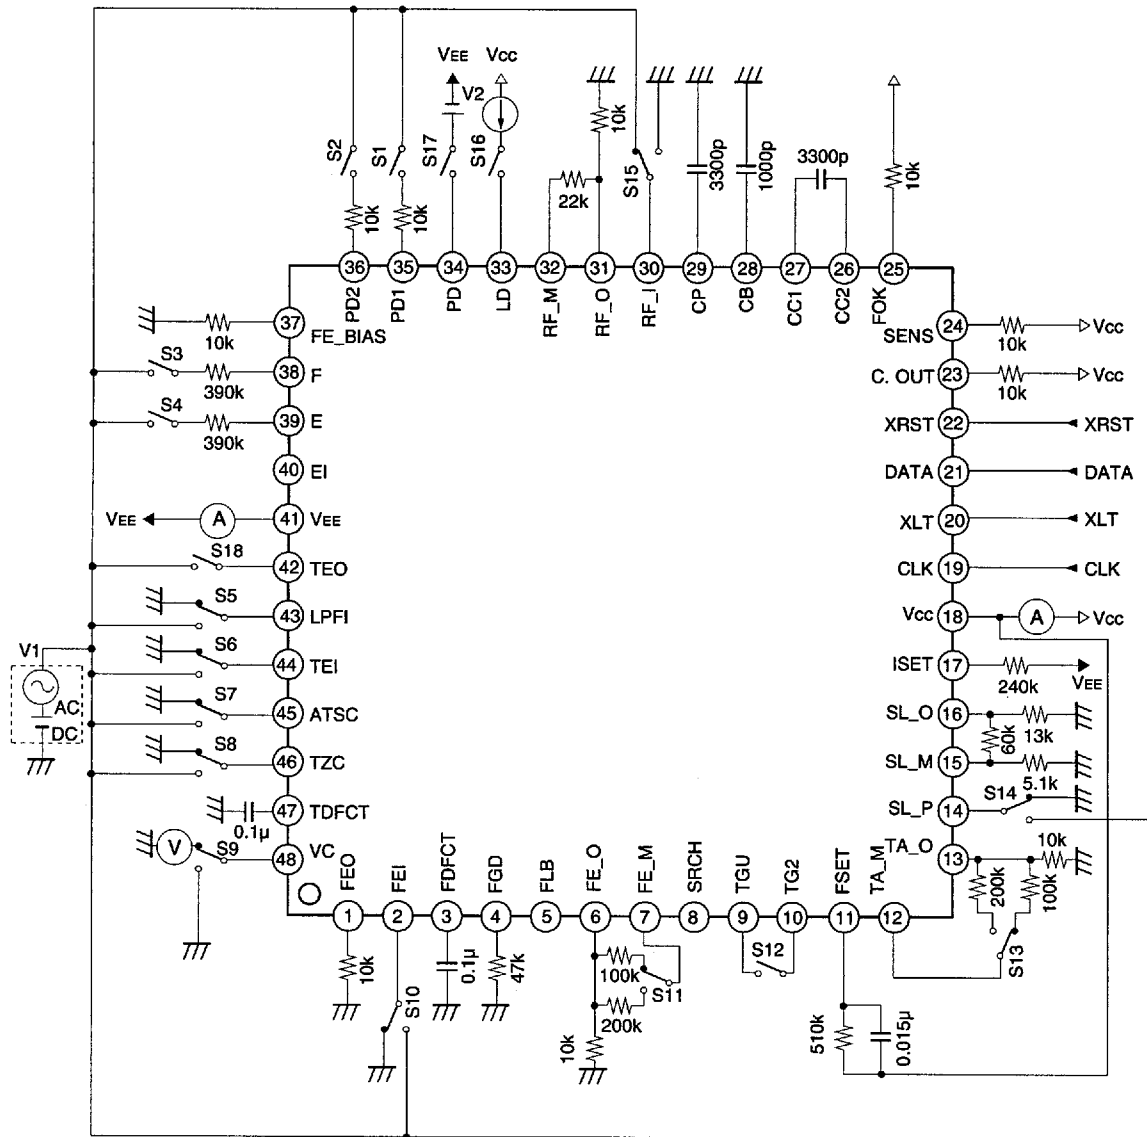 VEE
VCC
V2
S2
S1
S17
S16
10k
22k
S15
3300p
1000p
3300p
10k
10k
10k
36
35
34
33
32
31
30
29
28
27
26
25
PD2
PD1
PD
LD
RF_M
RF_O
RF_I
CP
CB
CC1
CC2
FOK
37
FE_BIAS
10k
S3
38
F
390k
S4
39
E
390k
40
EI
VEE
A
41
VEE
S18
42
TEO
S5
43
LPFI
V1
S6
44
TEI
AC
DC
S7
45
ATSC
S8
46
TZC
0.1μ
47
TDFCT
V
S9
48
VC
SENS
24
10k
VCC
C. OUT
23
10k
VCC
XRST
22
XRST
DATA
21
DATA
XLT
20
XLT
CLK
19
CLK
VCC
18
A
VCC
ISET
17
240k
VEE
SL_O
16
13k
60k
SL_M
15
5.1k
S14
SL_P
14
TA_O
13
10k
200k
100k
S13
FEO
FEI
FDFCT
FGD
FLB
FE_O
FE_M
SRCH
TGU
TG2
FSET
TA_M
1
2
3
4
5
6
7
8
9
10
11
12
10k
S10
0.1μ
47k
100k
S11
200k
10k
S12
510k
0.015μ